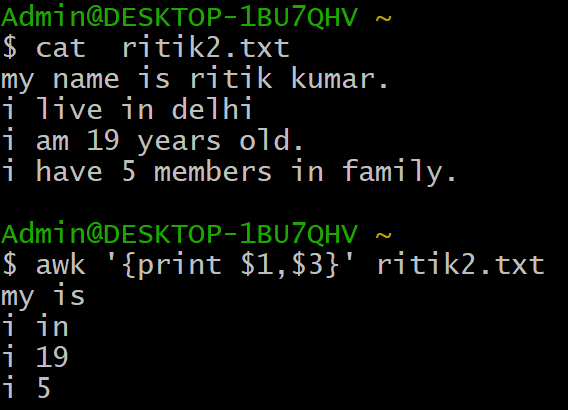 Admin@DESKTOP-1BU7QHV ~
$ cat  ritik2.txt
my name is ritik kumar.
i live in delhi
i am 19 years old.
i have 5 members in family.

Admin@DESKTOP-1BU7QHV ~
$ awk '{print $1,$3}' ritik2.txt
my is
i in
i 19
i 5